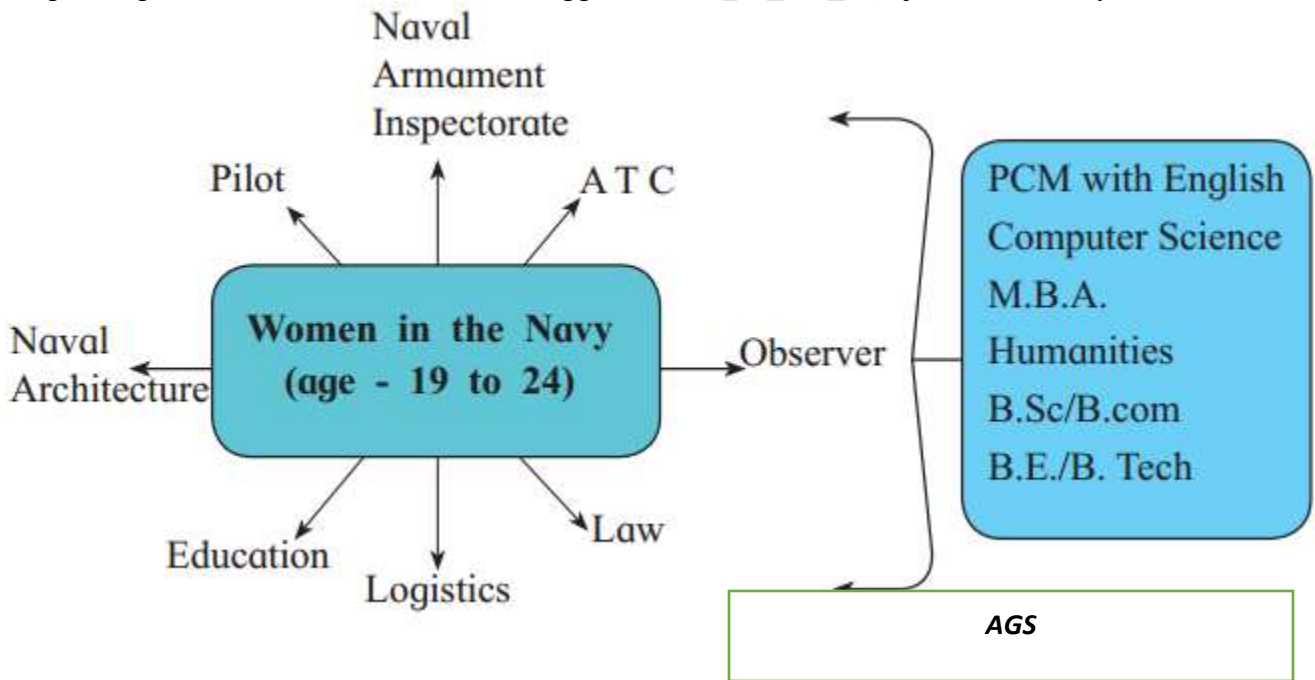 Naval
Armament
Inspectorate
Pilot
A T C
Women in the Navy
(age - 19 to 24)
Naval
Architecture
Observer
Education
Logistics
Law
PCM with English
Computer Science
M.B.A.
Humanities
B.Sc/B.com
B.E./B. Tech
AGS